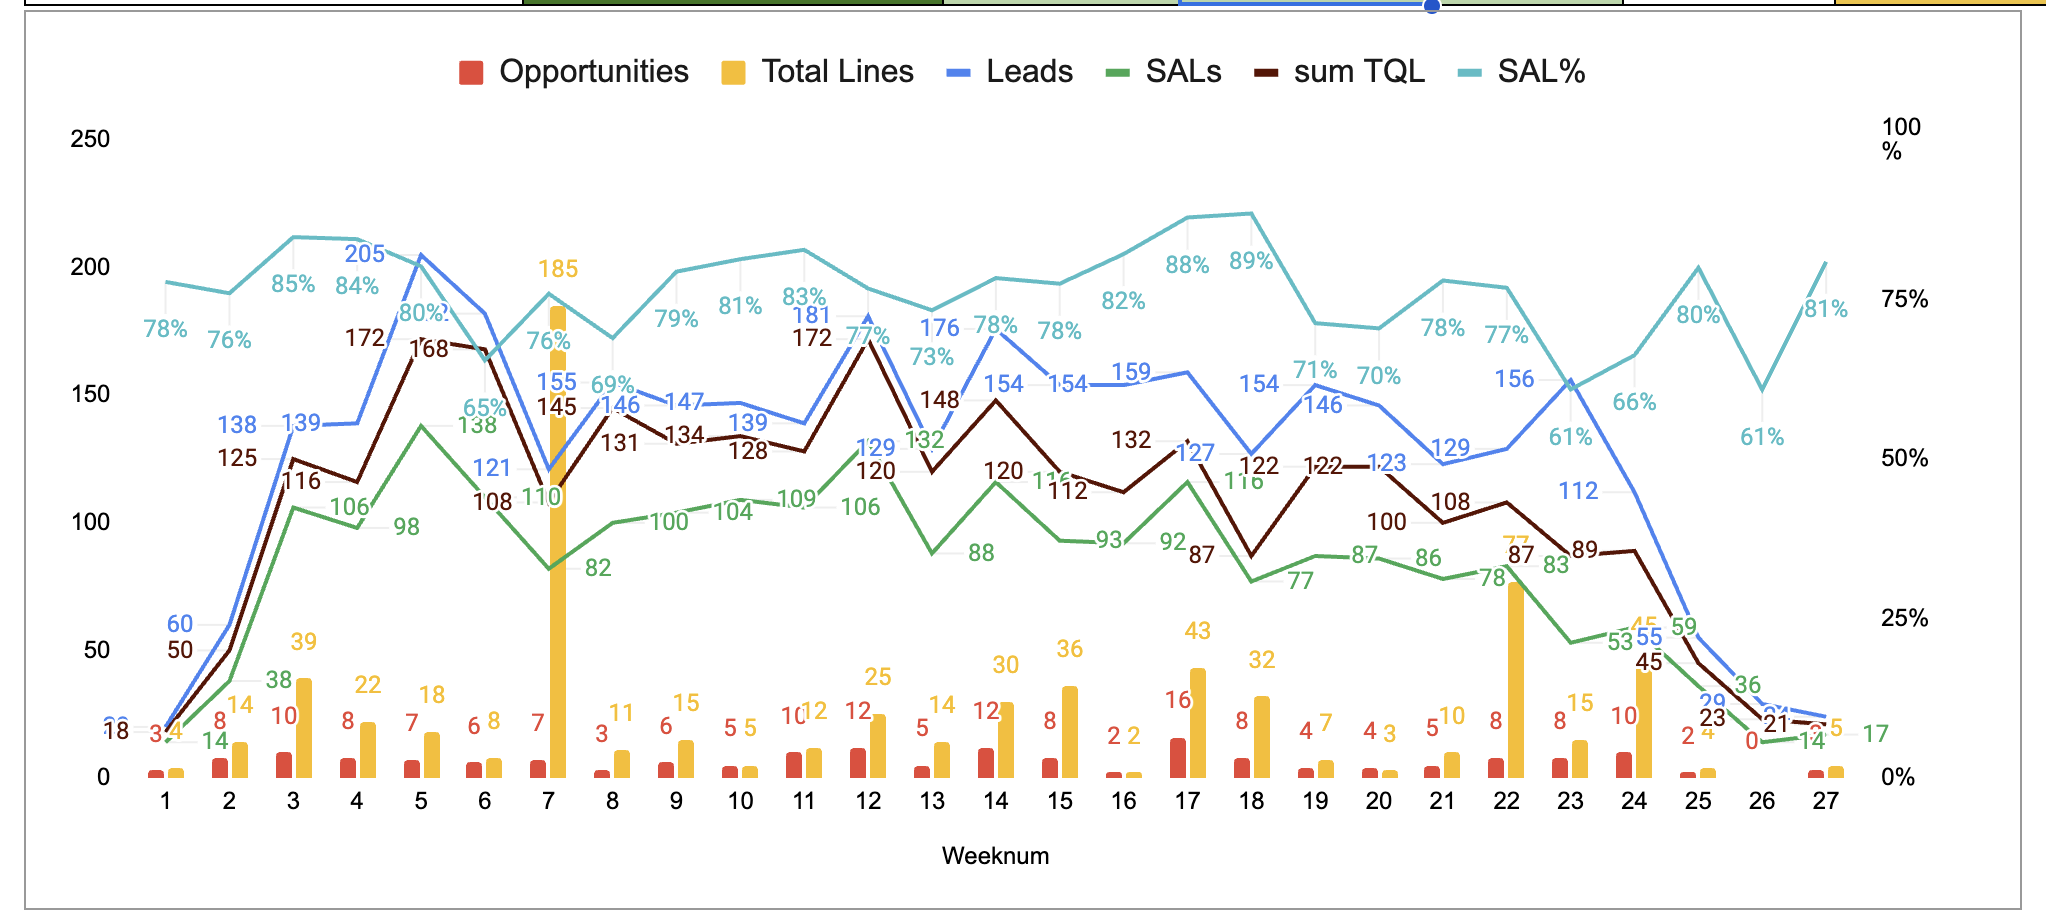 Opportunities Total Lines Leads SALs sum TQL SAL%
250
100
%
200
75%
150
50%
100
25%
50
0
0%
78% 76% 85% 84% 80% 65% 76% 69% 79% 81% 83% 77% 73% 78% 78% 82% 88% 89% 71% 70% 78% 77% 61% 66% 80% 61% 81%
60 138 139 205 121 155 146 147 139 181 129 176 154 154 159 127 154 146 123 129 156 112 55 29
18 50 125 116 172 168 108 145 131 134 128 172 120 148 120 112 132 87 122 122 100 108 87 89 45 23 21
14 38 106 98 138 110 82 100 104 109 106 132 88 116 93 92 116 77 87 86 78 83 53 59 36 14 17
3 8 10 8 7 6 7 3 6 5 10 12 5 12 8 2 16 8 4 4 5 8 8 10 2 0
4 14 39 22 18 8 185 11 15 5 12 25 14 30 36 2 43 32 7 3 10 77 15 45 4 5
1 2 3 4 5 6 7 8 9 10 11 12 13 14 15 16 17 18 19 20 21 22 23 24 25 26 27
Weeknum